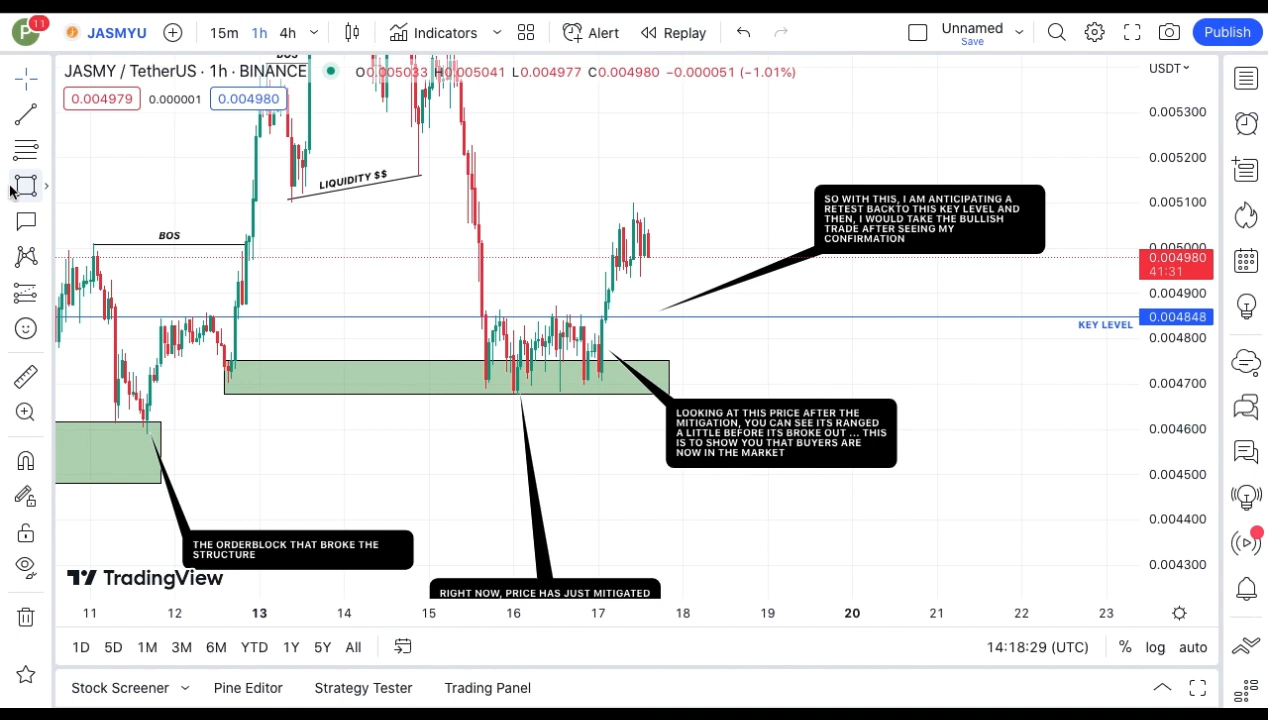 P
11
JASMYU
15m 1h 4h
Indicators
Alert
Replay
Unnamed
Save
Publish
BOS
JASMY / TetherUS · 1h · BINANCE
O0.005033 H0.005041 L0.004977 C0.004980 −0.000051 (−1.01%)
USDT
0.004979
0.000001
0.004980
0.005300
0.005200
0.005100
0.005000
0.004980
41:31
0.004900
0.004848
0.004800
0.004700
0.004600
0.004500
0.004400
0.004300
LIQUIDITY $$
BOS
KEY LEVEL
SO WITH THIS, I AM ANTICIPATING A
RETEST BACKTO THIS KEY LEVEL AND
THEN, I WOULD TAKE THE BULLISH
TRADE AFTER SEEING MY
CONFIRMATION
LOOKING AT THIS PRICE AFTER THE
MITIGATION, YOU CAN SEE ITS RANGED
A LITTLE BEFORE ITS BROKE OUT ... THIS
IS TO SHOW YOU THAT BUYERS ARE
NOW IN THE MARKET
THE ORDERBLOCK THAT BROKE THE
STRUCTURE
RIGHT NOW, PRICE HAS JUST MITIGATED
TradingView
11 12 13 14 15 16 17 18 19 20 21 22 23
1D 5D 1M 3M 6M YTD 1Y 5Y All
14:18:29 (UTC)
% log auto
Stock Screener
Pine Editor
Strategy Tester
Trading Panel